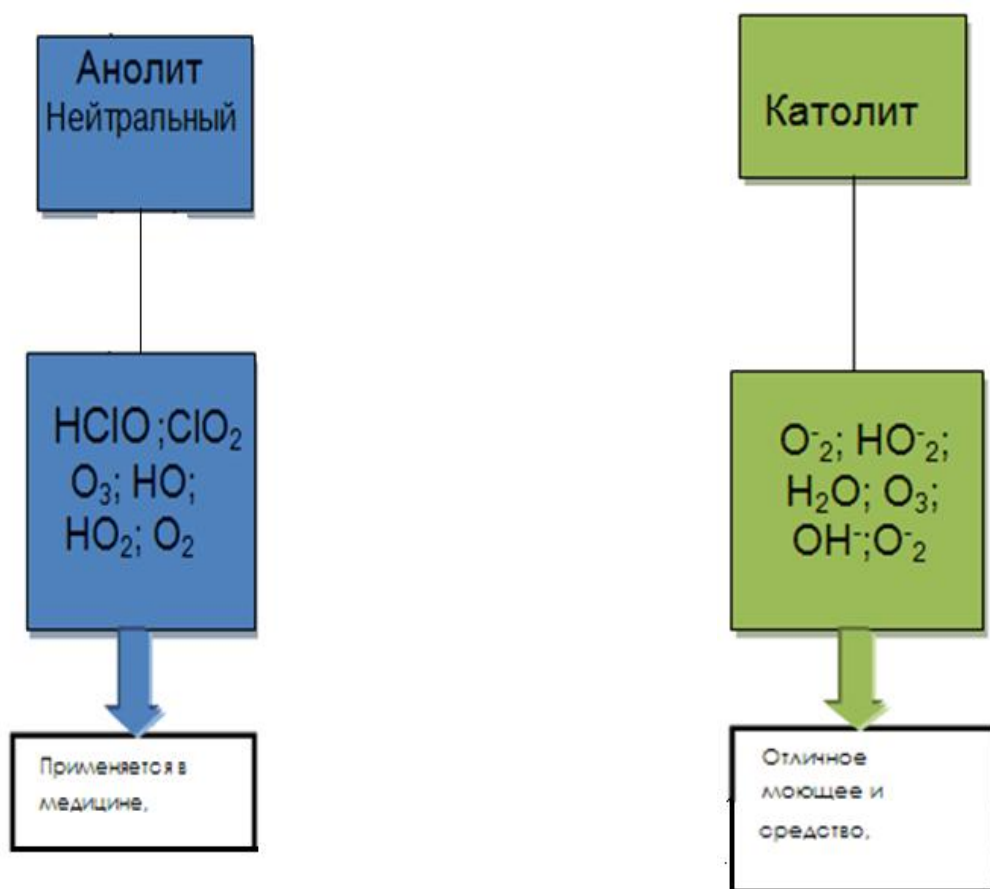 Анолит
Нейтральный
HClO ;ClO₂
O₃; HO;
HO₂; O₂
Применяется в
медицине,
Католит
O⁻₂; HO⁻₂;
H₂O; O₃;
OH⁻;O⁻₂
Отличное
моющее и
средство,